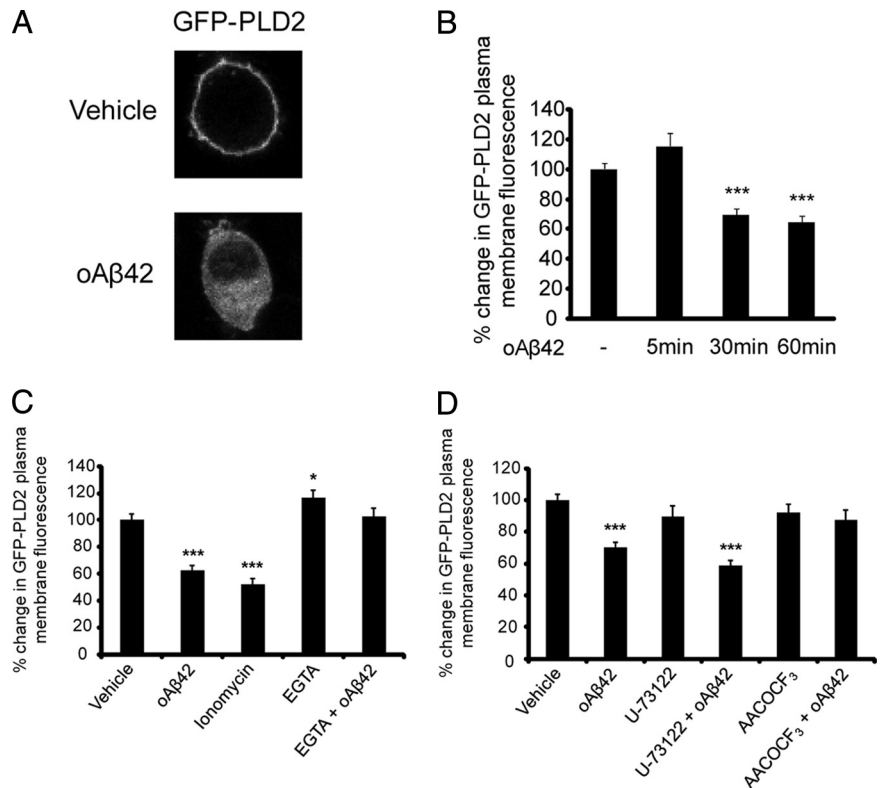 A
GFP-PLD2
Vehicle
oAβ42
B
% change in GFP-PLD2 plasma
membrane fluorescence
140
120
100
80
60
40
20
0
***
***
oAβ42 - 5min 30min 60min
C
% change in GFP-PLD2 plasma
membrane fluorescence
140
120
100
80
60
40
20
0
***
***
*
Vehicle
oAβ42
Ionomycin
EGTA
EGTA + oAβ42
D
% change in GFP-PLD2 plasma
membrane fluorescence
120
100
80
60
40
20
0
***
***
Vehicle
oAβ42
U-73122
U-73122 + oAβ42
AACOCF₃
AACOCF₃ + oAβ42